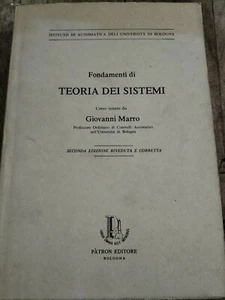 ISTITUTO DI AUTOMATICA DELL'UNIVERSITÀ DI BOLOGNA
Fondamenti di
TEORIA DEI SISTEMI
Corso tenuto da
Giovanni Marro
Professore Ordinario di Controlli Automatici
nell'Università di Bologna
SECONDA EDIZIONE RIVEDUTA E CORRETTA
PÀTRON EDITORE
BOLOGNA